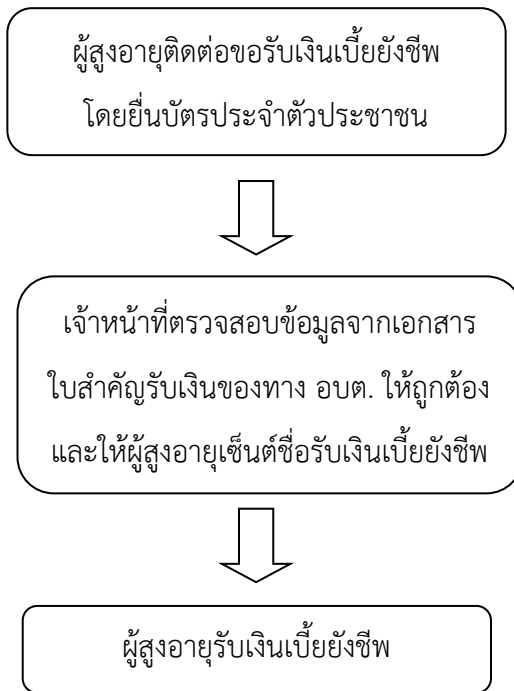 ผู้สูงอายุติดต่อขอรับเงินเบี้ยยังชีพ
โดยยื่นบัตรประจำตัวประชาชน
เจ้าหน้าที่ตรวจสอบข้อมูลจากเอกสาร
ใบสำคัญรับเงินของทาง อบต. ให้ถูกต้อง
และให้ผู้สูงอายุเซ็นต์ชื่อรับเงินเบี้ยยังชีพ
ผู้สูงอายุรับเงินเบี้ยยังชีพ